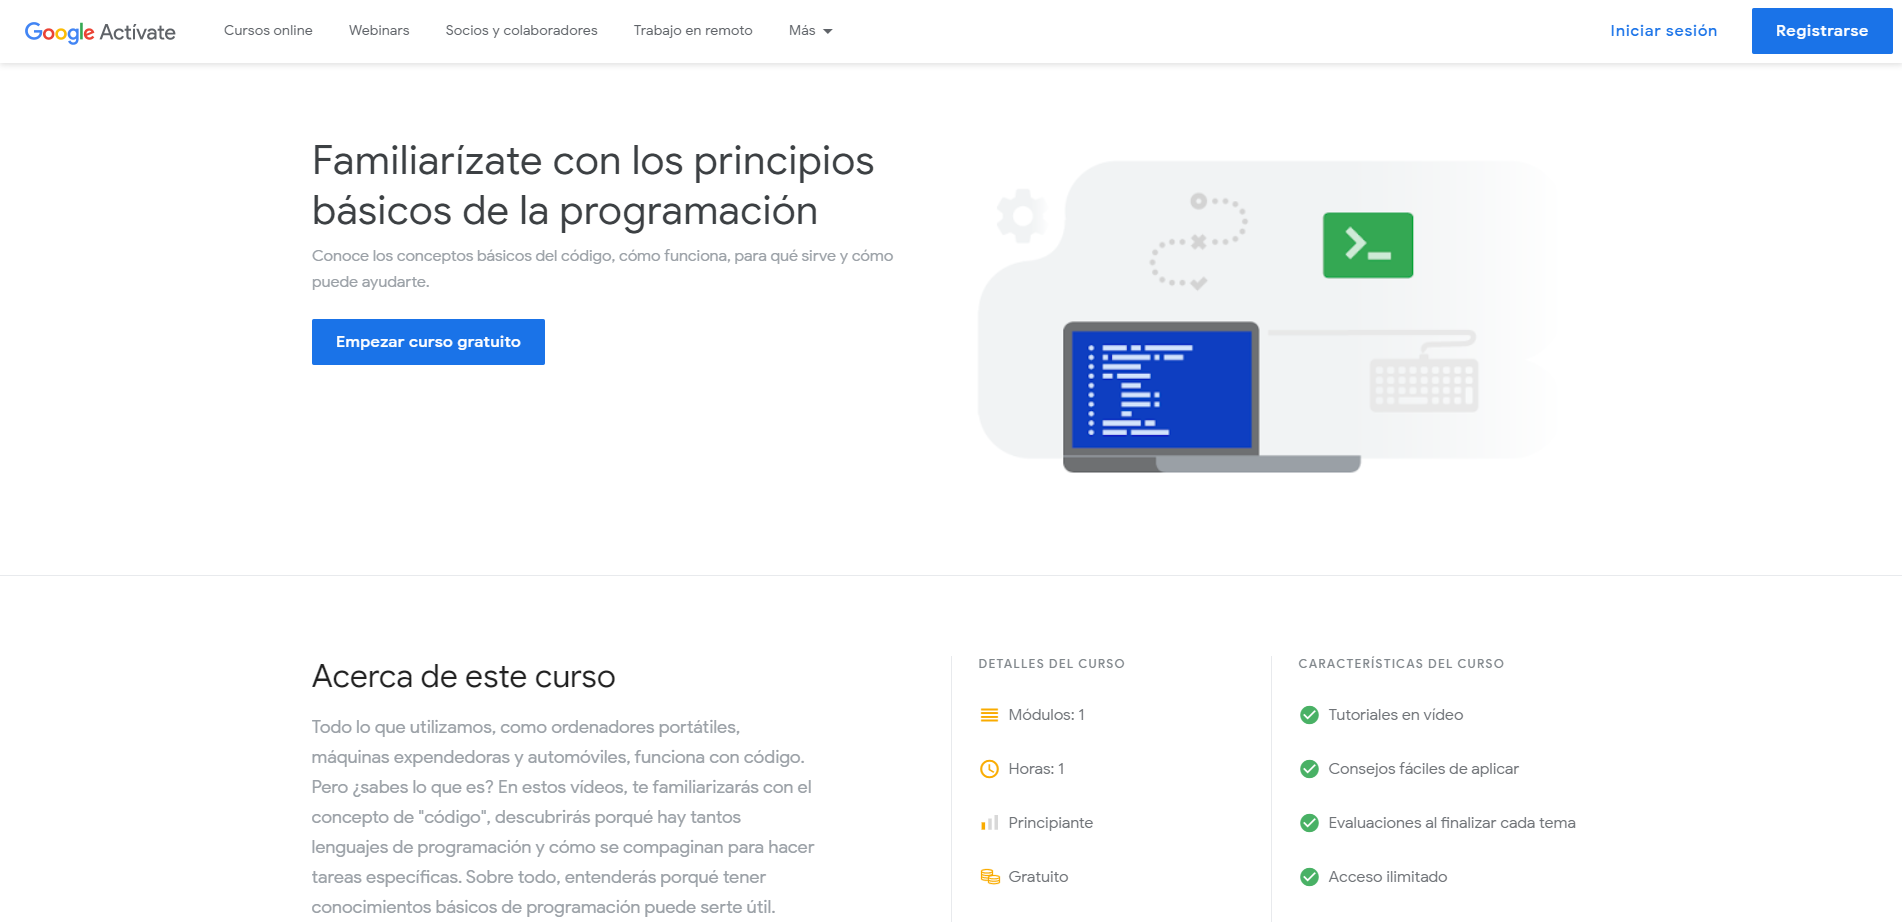 Google Actívate
Cursos online
Webinars
Socios y colaboradores
Trabajo en remoto
Más
Iniciar sesión
Registrarse
Familiarízate con los principios
básicos de la programación
Conoce los conceptos básicos del código, cómo funciona, para qué sirve y cómo
puede ayudarte.
Empezar curso gratuito
Acerca de este curso
Todo lo que utilizamos, como ordenadores portátiles,
máquinas expendedoras y automóviles, funciona con código.
Pero ¿sabes lo que es? En estos vídeos, te familiarizarás con el
concepto de "código", descubrirás porqué hay tantos
lenguajes de programación y cómo se compaginan para hacer
tareas específicas. Sobre todo, entenderás porqué tener
conocimientos básicos de programación puede serte útil.
DETALLES DEL CURSO
Módulos: 1
Horas: 1
Principiante
Gratuito
CARACTERÍSTICAS DEL CURSO
Tutoriales en vídeo
Consejos fáciles de aplicar
Evaluaciones al finalizar cada tema
Acceso ilimitado